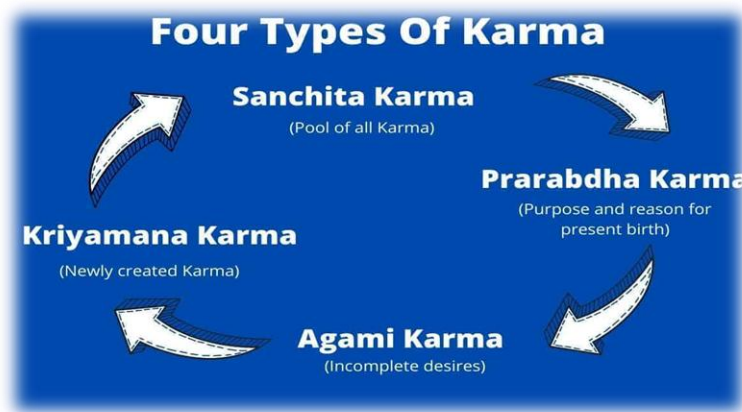 Four Types Of Karma
Sanchita Karma
(Pool of all Karma)
Prarabdha Karma
(Purpose and reason for
present birth)
Agami Karma
(Incomplete desires)
Kriyamana Karma
(Newly created Karma)